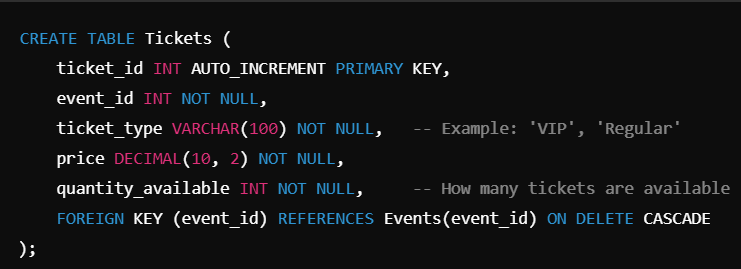 CREATE TABLE Tickets (
    ticket_id INT AUTO_INCREMENT PRIMARY KEY,
    event_id INT NOT NULL,
    ticket_type VARCHAR(100) NOT NULL,   -- Example: 'VIP', 'Regular'
    price DECIMAL(10, 2) NOT NULL,
    quantity_available INT NOT NULL,     -- How many tickets are available
    FOREIGN KEY (event_id) REFERENCES Events(event_id) ON DELETE CASCADE
);